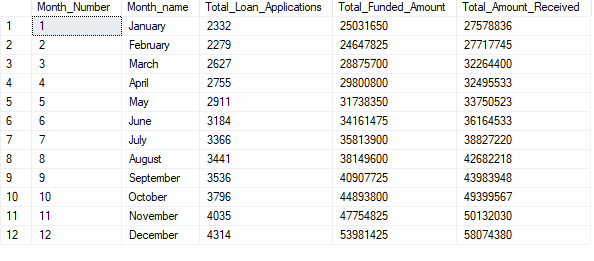 Month_Number Month_name Total_Loan_Applications Total_Funded_Amount Total_Amount_Received
1 1 January 2332 25031650 27578836
2 2 February 2279 24647825 27717745
3 3 March 2627 28875700 32264400
4 4 April 2755 29800800 32495533
5 5 May 2911 31738350 33750523
6 6 June 3184 34161475 36164533
7 7 July 3366 35813900 38827220
8 8 August 3441 38149600 42682218
9 9 September 3536 40907725 43983948
10 10 October 3796 44893800 49399567
11 11 November 4035 47754825 50132030
12 12 December 4314 53981425 58074380